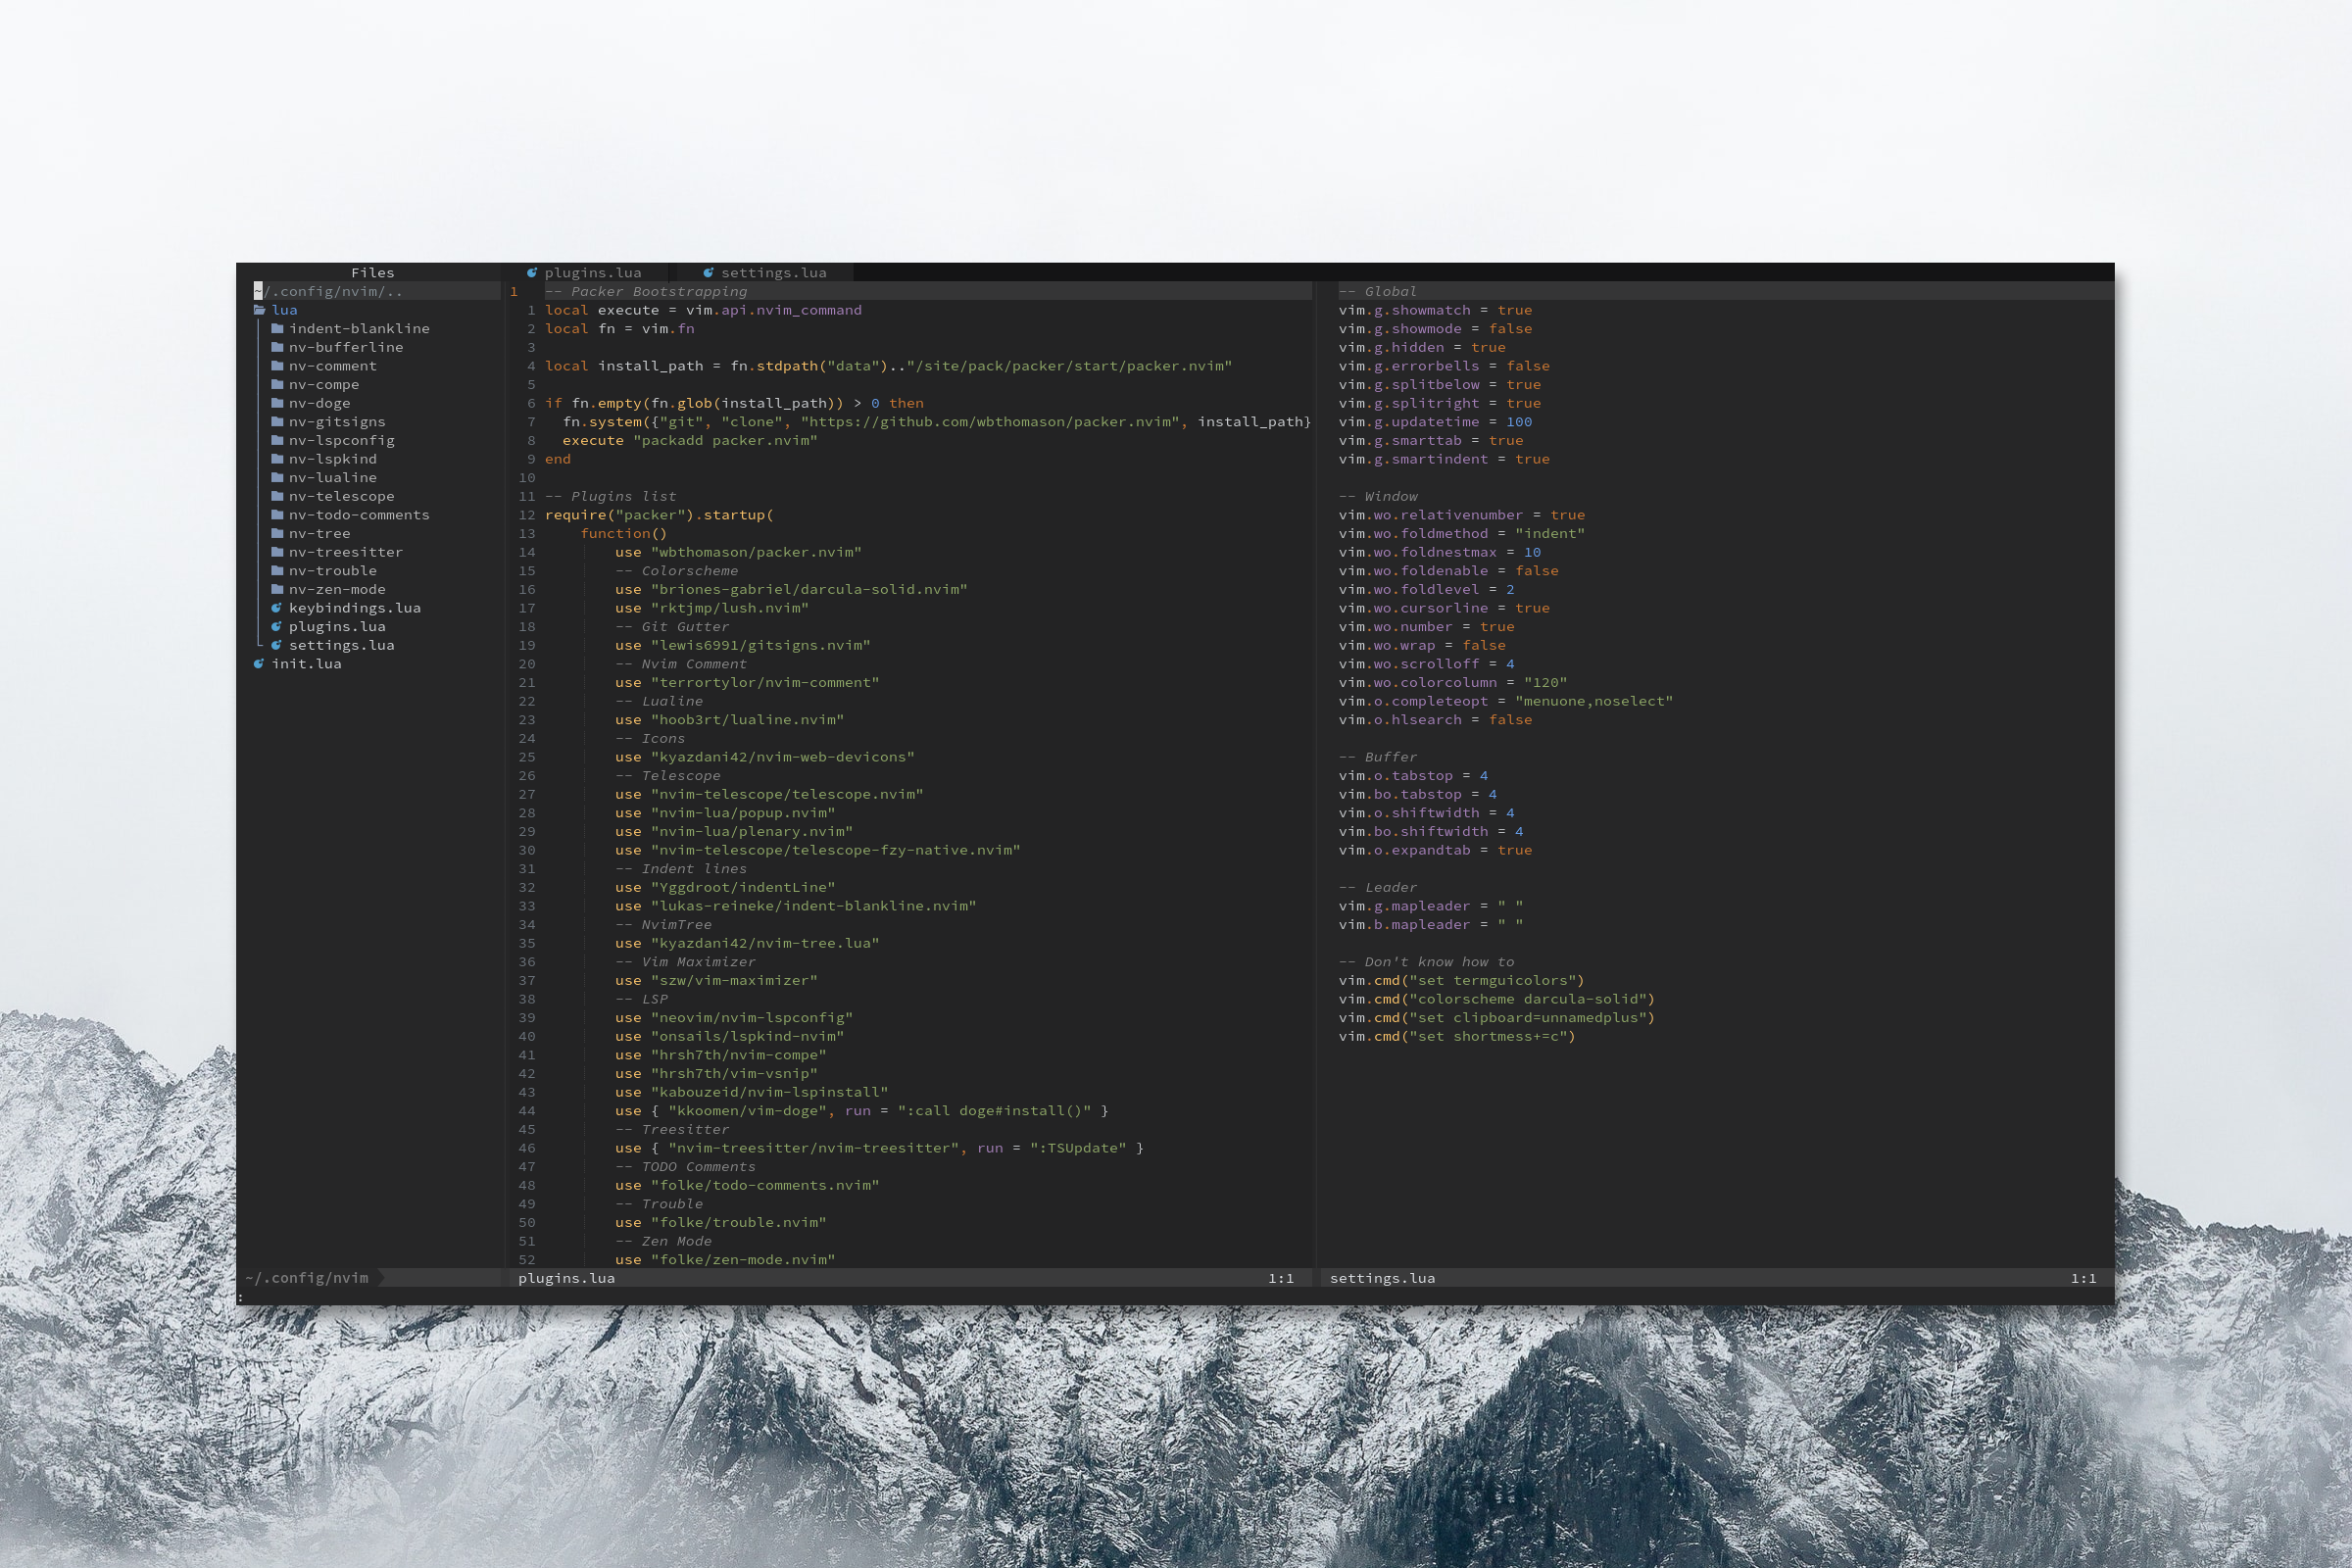 Files
~/.config/nvim/..
lua
indent-blankline
nv-bufferline
nv-comment
nv-compe
nv-doge
nv-gitsigns
nv-lspconfig
nv-lspkind
nv-lualine
nv-telescope
nv-todo-comments
nv-tree
nv-treesitter
nv-trouble
nv-zen-mode
keybindings.lua
plugins.lua
settings.lua
init.lua
~/.config/nvim
:
plugins.lua settings.lua
1 -- Packer Bootstrapping
1 local execute = vim.api.nvim_command
2 local fn = vim.fn
3
4 local install_path = fn.stdpath("data").."/site/pack/packer/start/packer.nvim"
5
6 if fn.empty(fn.glob(install_path)) > 0 then
7 fn.system({"git", "clone", "https://github.com/wbthomason/packer.nvim", install_path}
8 execute "packadd packer.nvim"
9 end
10
11 -- Plugins list
12 require("packer").startup(
13 function()
14 use "wbthomason/packer.nvim"
15 -- Colorscheme
16 use "briones-gabriel/darcula-solid.nvim"
17 use "rktjmp/lush.nvim"
18 -- Git Gutter
19 use "lewis6991/gitsigns.nvim"
20 -- Nvim Comment
21 use "terrortylor/nvim-comment"
22 -- Lualine
23 use "hoob3rt/lualine.nvim"
24 -- Icons
25 use "kyazdani42/nvim-web-devicons"
26 -- Telescope
27 use "nvim-telescope/telescope.nvim"
28 use "nvim-lua/popup.nvim"
29 use "nvim-lua/plenary.nvim"
30 use "nvim-telescope/telescope-fzy-native.nvim"
31 -- Indent lines
32 use "Yggdroot/indentLine"
33 use "lukas-reineke/indent-blankline.nvim"
34 -- NvimTree
35 use "kyazdani42/nvim-tree.lua"
36 -- Vim Maximizer
37 use "szw/vim-maximizer"
38 -- LSP
39 use "neovim/nvim-lspconfig"
40 use "onsails/lspkind-nvim"
41 use "hrsh7th/nvim-compe"
42 use "hrsh7th/vim-vsnip"
43 use "kabouzeid/nvim-lspinstall"
44 use { "kkoomen/vim-doge", run = ":call doge#install()" }
45 -- Treesitter
46 use { "nvim-treesitter/nvim-treesitter", run = ":TSUpdate" }
47 -- TODO Comments
48 use "folke/todo-comments.nvim"
49 -- Trouble
50 use "folke/trouble.nvim"
51 -- Zen Mode
52 use "folke/zen-mode.nvim"
plugins.lua 1:1
-- Global
vim.g.showmatch = true
vim.g.showmode = false
vim.g.hidden = true
vim.g.errorbells = false
vim.g.splitbelow = true
vim.g.splitright = true
vim.g.updatetime = 100
vim.g.smarttab = true
vim.g.smartindent = true
-- Window
vim.wo.relativenumber = true
vim.wo.foldmethod = "indent"
vim.wo.foldnestmax = 10
vim.wo.foldenable = false
vim.wo.foldlevel = 2
vim.wo.cursorline = true
vim.wo.number = true
vim.wo.wrap = false
vim.wo.scrolloff = 4
vim.wo.colorcolumn = "120"
vim.o.completeopt = "menuone,noselect"
vim.o.hlsearch = false
-- Buffer
vim.o.tabstop = 4
vim.bo.tabstop = 4
vim.o.shiftwidth = 4
vim.bo.shiftwidth = 4
vim.o.expandtab = true
-- Leader
vim.g.mapleader = " "
vim.b.mapleader = " "
-- Don't know how to
vim.cmd("set termguicolors")
vim.cmd("colorscheme darcula-solid")
vim.cmd("set clipboard=unnamedplus")
vim.cmd("set shortmess+=c")
settings.lua 1:1